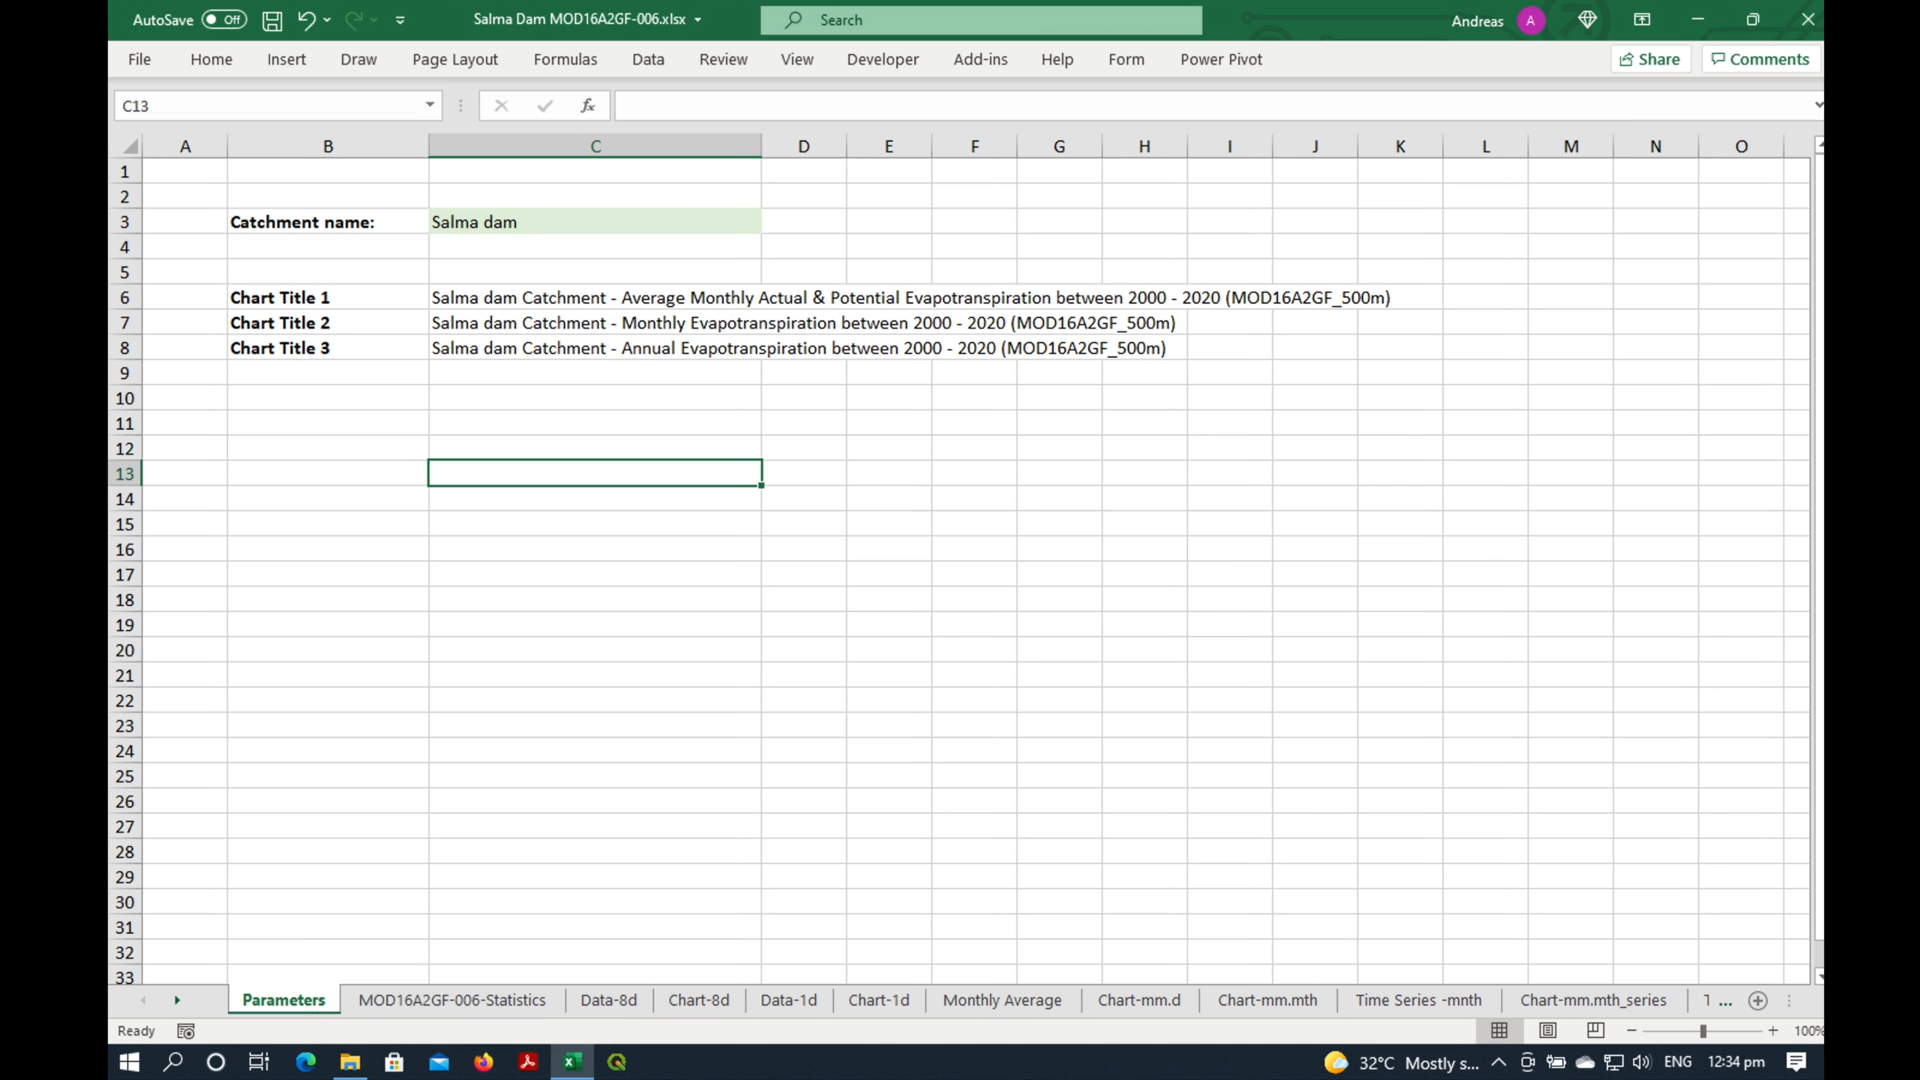 AutoSave Off Salma Dam MOD16A2GF-006.xlsx Search Andreas A
File Home Insert Draw Page Layout Formulas Data Review View Developer Add-ins Help Form Power Pivot Share Comments
C13 fx
A B C D E F G H I J K L M N O
1
2
3 Catchment name: Salma dam
4
5
6 Chart Title 1 Salma dam Catchment - Average Monthly Actual & Potential Evapotranspiration between 2000 - 2020 (MOD16A2GF_500m)
7 Chart Title 2 Salma dam Catchment - Monthly Evapotranspiration between 2000 - 2020 (MOD16A2GF_500m)
8 Chart Title 3 Salma dam Catchment - Annual Evapotranspiration between 2000 - 2020 (MOD16A2GF_500m)
9
10
11
12
13
14
15
16
17
18
19
20
21
22
23
24
25
26
27
28
29
30
31
32
33
Parameters MOD16A2GF-006-Statistics Data-8d Chart-8d Data-1d Chart-1d Monthly Average Chart-mm.d Chart-mm.mth Time Series -mnth Chart-mm.mth_series T ...
Ready 100%
32°C Mostly s... ENG 12:34 pm